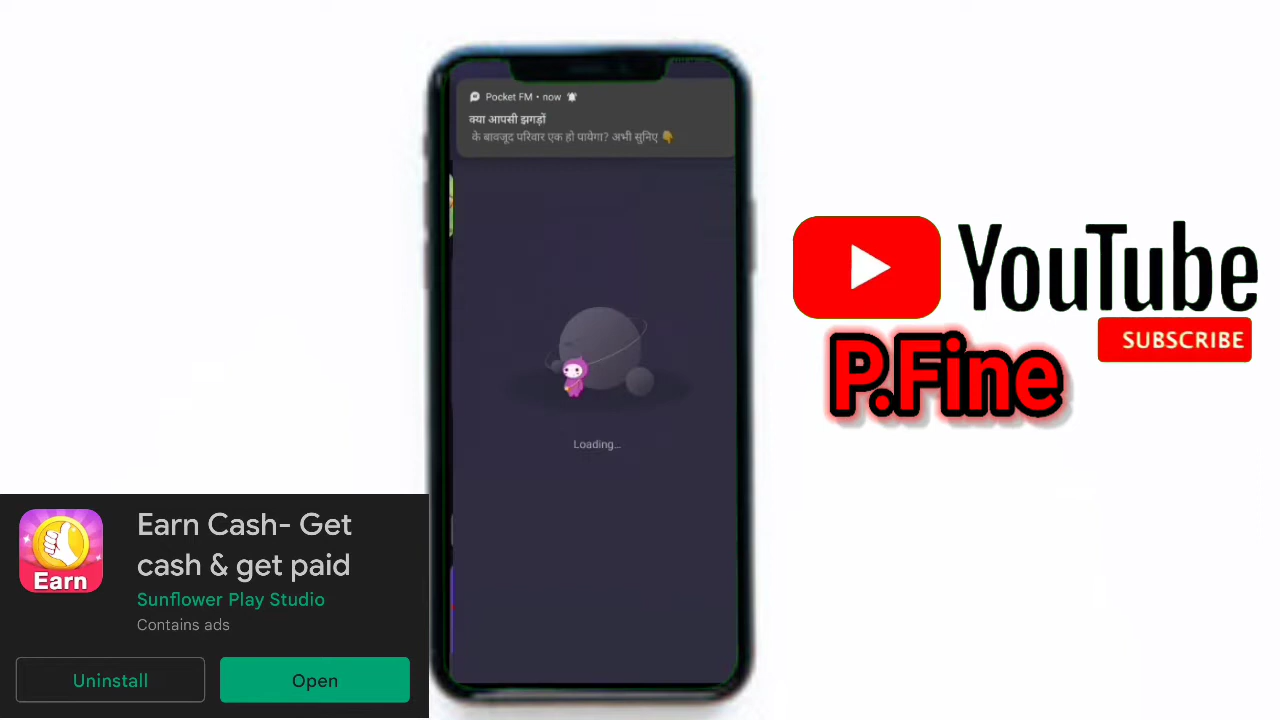 Pocket FM • now
क्या आपसी झगड़ों
के बावजूद परिवार एक हो पायेगा? अभी सुनिए 👇
Loading...
YouTube
SUBSCRIBE
P.Fine
Earn
Earn Cash- Get
cash & get paid
Sunflower Play Studio
Contains ads
Uninstall
Open